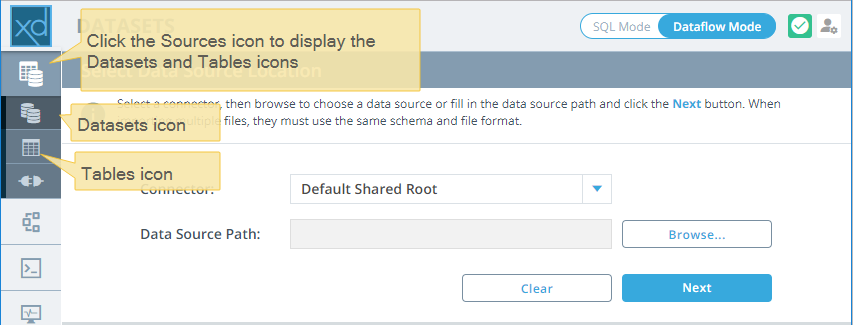 xd
DATASETS
SQL Mode
Dataflow Mode
Click the Sources icon to display the
Datasets and Tables icons
Select Data Source Location
Select a connector, then browse to choose a data source or fill in the data source path and click the Next button. When
multiple files, they must use the same schema and file format.
Datasets icon
Tables icon
Connector:
Default Shared Root
Data Source Path:
Browse...
Clear
Next